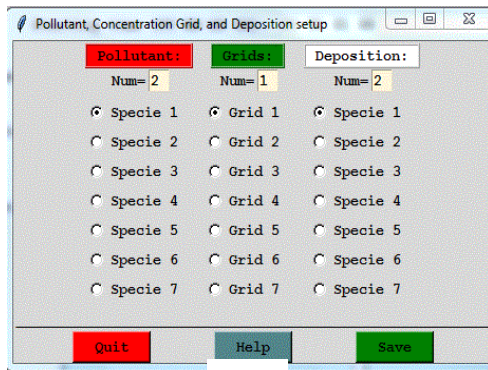 Pollutant, Concentration Grid, and Deposition setup
Pollutant: Grids: Deposition:
Num= 2 Num= 1 Num= 2
Specie 1 Grid 1 Specie 1
Specie 2 Grid 2 Specie 2
Specie 3 Grid 3 Specie 3
Specie 4 Grid 4 Specie 4
Specie 5 Grid 5 Specie 5
Specie 6 Grid 6 Specie 6
Specie 7 Grid 7 Specie 7
Quit Help Save